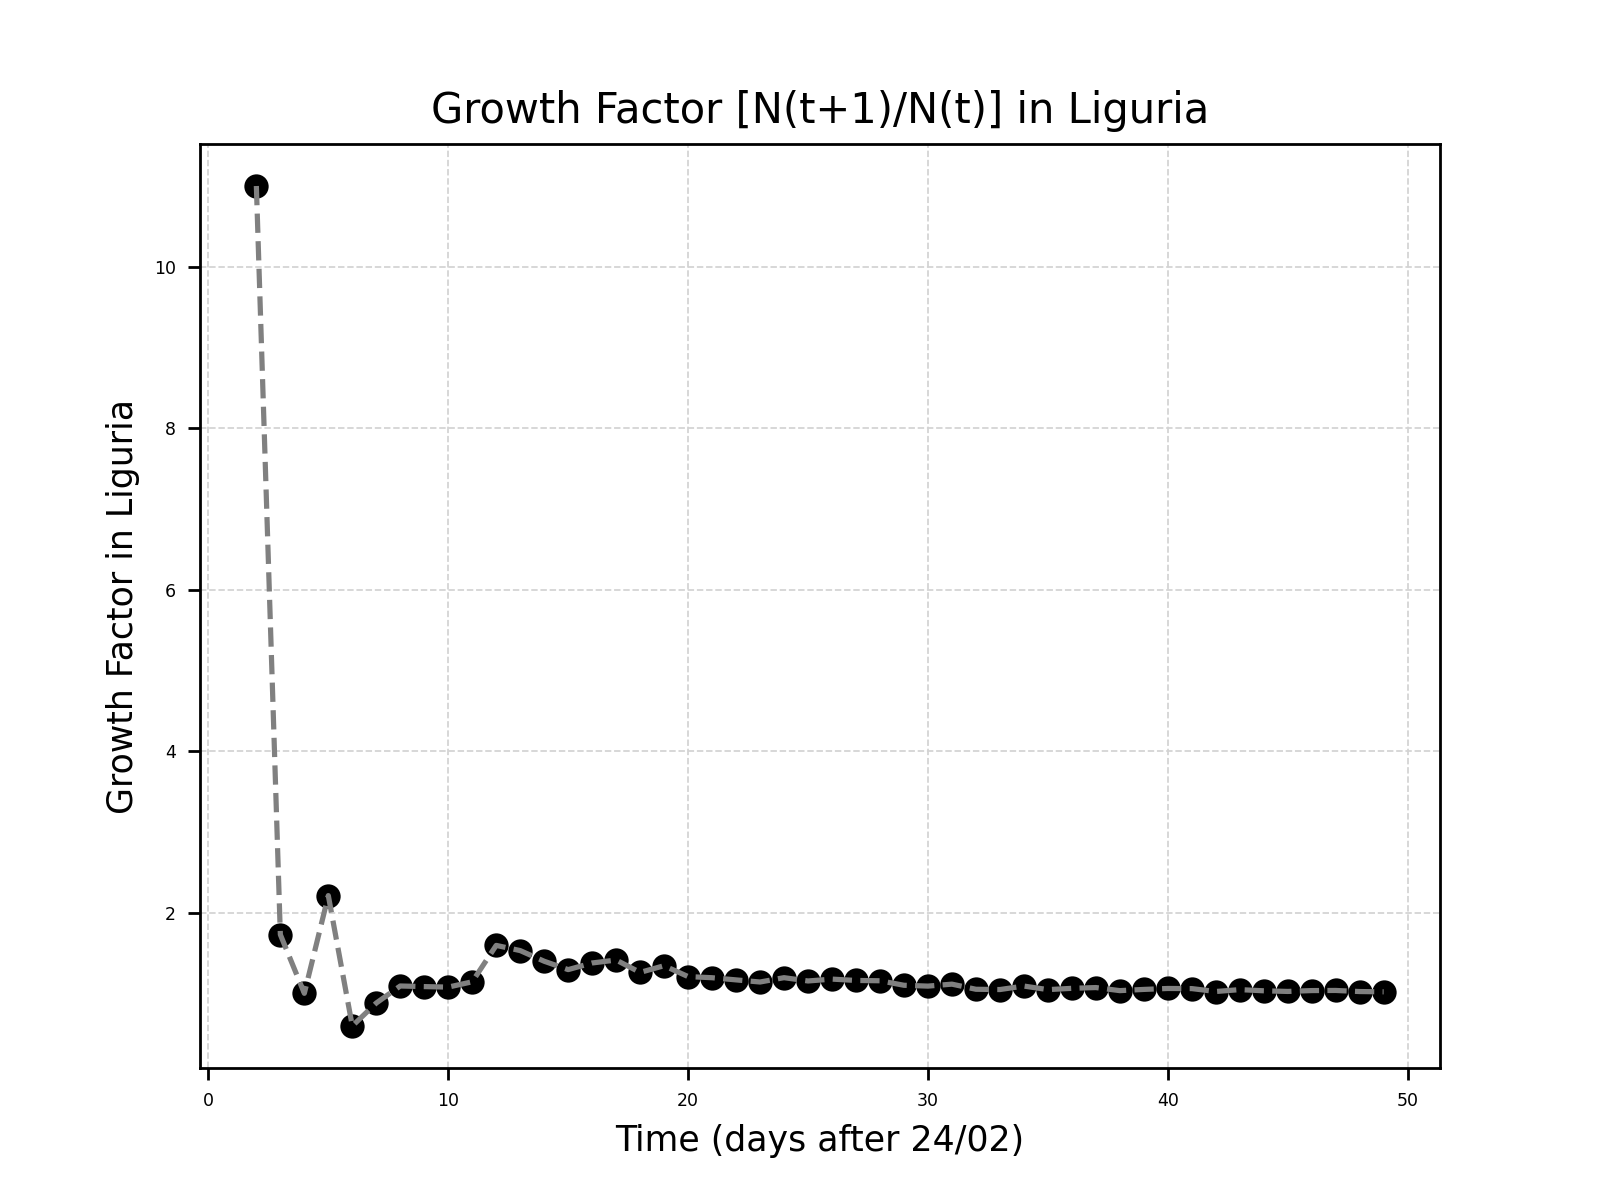 Growth Factor [N(t+1)/N(t)] in Liguria
Growth Factor in Liguria
10
8
6
4
2
0 10 20 30 40 50
Time (days after 24/02)